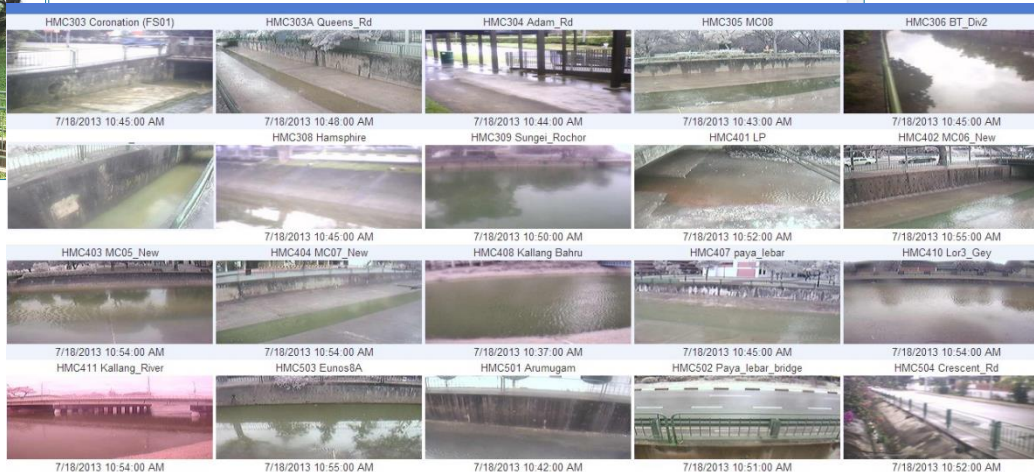 HMC303 Coronation (FS01) HMC303A Queens_Rd HMC304 Adam_Rd HMC305 MC08 HMC306 BT_Div2
7/18/2013 10:45:00 AM 7/18/2013 10:48:00 AM 7/18/2013 10:44:00 AM 7/18/2013 10:43:00 AM 7/18/2013 10:45:00 AM
HMC308 Hamsphire HMC309 Sungei_Rochor HMC401 LP HMC402 MC06_New
7/18/2013 10:45:00 AM 7/18/2013 10:50:00 AM 7/18/2013 10:52:00 AM 7/18/2013 10:55:00 AM
HMC403 MC05_New HMC404 MC07_New HMC408 Kallang Bahru HMC407 paya_lebar HMC410 Lor3_Gey
7/18/2013 10:54:00 AM 7/18/2013 10:54:00 AM 7/18/2013 10:37:00 AM 7/18/2013 10:45:00 AM 7/18/2013 10:54:00 AM
HMC411 Kallang_River HMC503 Eunos8A HMC501 Arumugam HMC502 Paya_lebar_bridge HMC504 Crescent_Rd
7/18/2013 10:54:00 AM 7/18/2013 10:55:00 AM 7/18/2013 10:42:00 AM 7/18/2013 10:51:00 AM 7/18/2013 10:52:00 AM